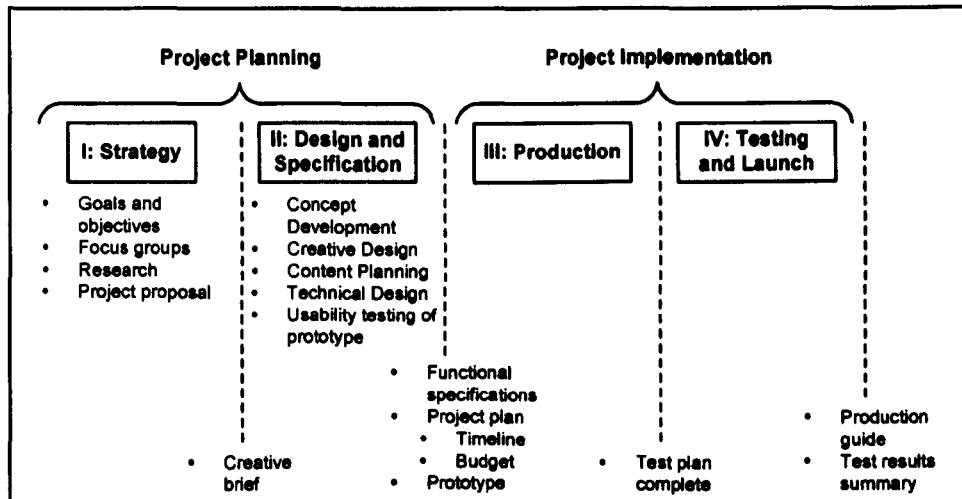 Project Planning
Project Implementation
I: Strategy
II: Design and
Specification
III: Production
IV: Testing
and Launch
• Goals and
objectives
• Focus groups
• Research
• Project proposal
• Concept
Development
• Creative Design
• Content Planning
• Technical Design
• Usability testing of
prototype
• Creative
brief
• Functional
specifications
• Project plan
• Timeline
• Budget
• Prototype
• Test plan
complete
• Production
guide
• Test results
summary